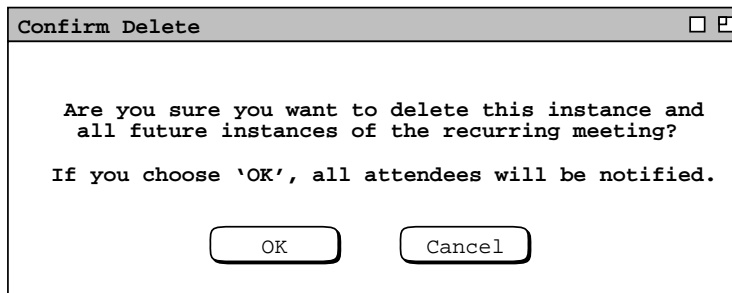 Confirm Delete
Are you sure you want to delete this instance and
all future instances of the recurring meeting?
If you choose ‘OK’, all attendees will be notified.
OK Cancel